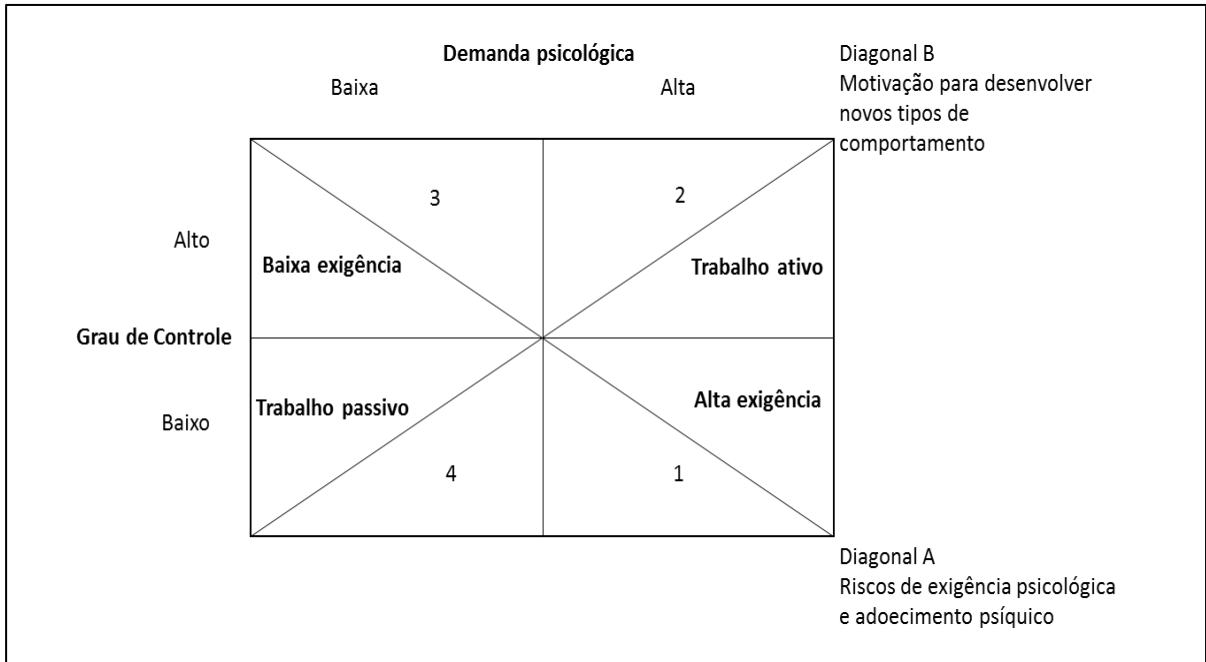 Demanda psicológica
Baixa
Alta
Diagonal B
Motivação para desenvolver
novos tipos de
comportamento
3
2
Alto
Baixa exigência
Trabalho ativo
Grau de Controle
Trabalho passivo
Alta exigência
Baixo
4
1
Diagonal A
Riscos de exigência psicológica
e adoecimento psíquico